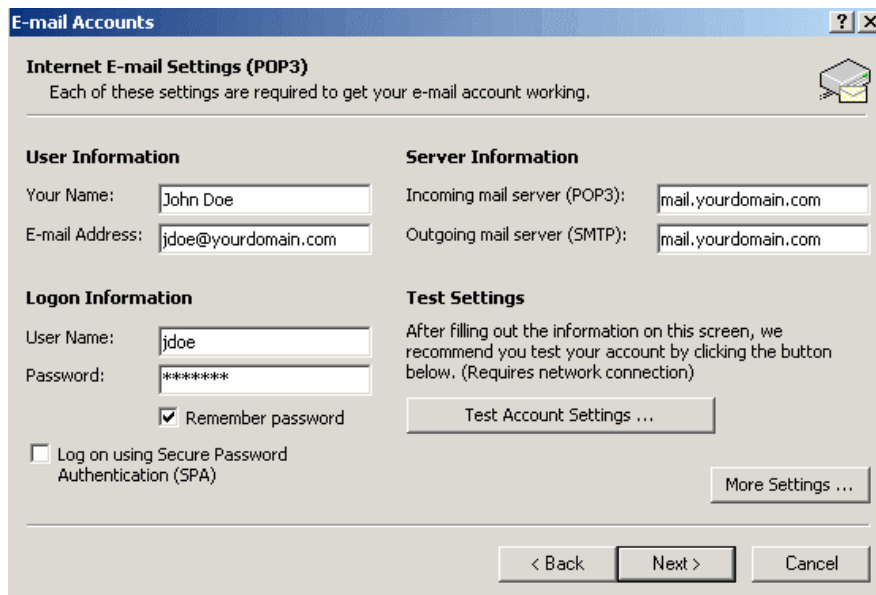 E-mail Accounts
Internet E-mail Settings (POP3)
Each of these settings are required to get your e-mail account working.
User Information
Your Name: John Doe
E-mail Address: jdoe@yourdomain.com
Server Information
Incoming mail server (POP3): mail.yourdomain.com
Outgoing mail server (SMTP): mail.yourdomain.com
Logon Information
User Name: jdoe
Password: *******
Remember password
Log on using Secure Password
Authentication (SPA)
Test Settings
After filling out the information on this screen, we
recommend you test your account by clicking the button
below. (Requires network connection)
Test Account Settings ...
More Settings ...
< Back
Next >
Cancel